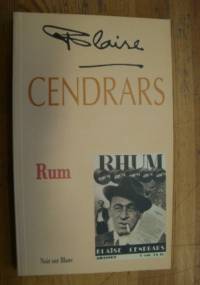 Blaise
CENDRARS
Rum
RHUM
BLAISE CENDRARS
Noir sur Blanc